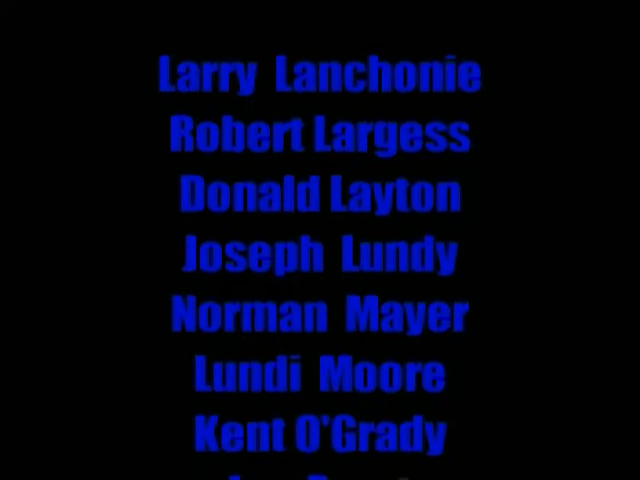 Larry Lanchonie
Robert Largess
Donald Layton
Joseph Lundy
Norman Mayer
Lundi Moore
Kent O'Grady